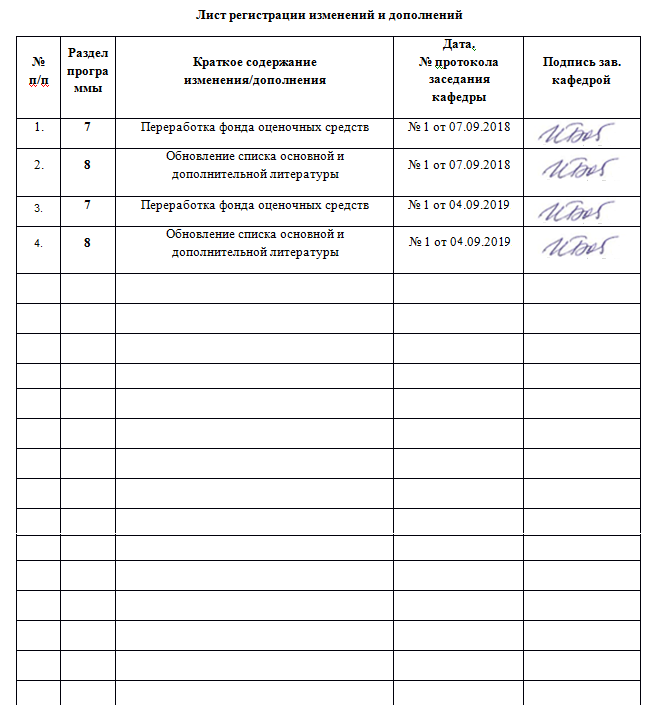 Лист регистрации изменений и дополнений
№
п/п
Раздел
програ
ммы
Краткое содержание
изменения/дополнения
Дата,
№ протокола
заседания
кафедры
Подпись зав.
кафедрой
1.
7
Переработка фонда оценочных средств
№ 1 от 07.09.2018
2.
8
Обновление списка основной и
дополнительной литературы
№ 1 от 07.09.2018
3.
7
Переработка фонда оценочных средств
№ 1 от 04.09.2019
4.
8
Обновление списка основной и
дополнительной литературы
№ 1 от 04.09.2019